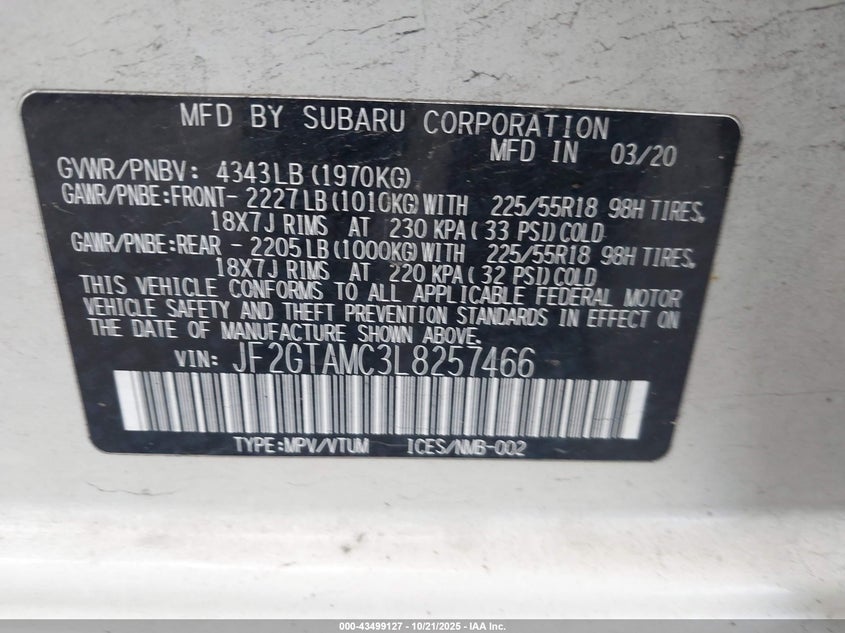 MFD BY SUBARU CORPORATION
MFD IN 03/20
GVWR/PNBV: 4343LB (1970KG)
GAWR/PNBE:FRONT- 2227LB (1010KG) WITH 225/55R18 98H TIRES,
18X7J RIMS AT 230 KPA (33 PSI) COLD
GAWR/PNBE:REAR - 2205LB (1000KG) WITH 225/55R18 98H TIRES,
18X7J RIMS AT 220 KPA (32 PSI) COLD
THIS VEHICLE CONFORMS TO ALL APPLICABLE FEDERAL MOTOR
VEHICLE SAFETY AND THEFT PREVENTION STANDARDS IN EFFECT ON
THE DATE OF MANUFACTURE SHOWN ABOVE.
VIN: JF2GTAMC3L8257466
TYPE:MPV/VTUM ICES/NMB-002
000-43499127 - 10/21/2025 - IAA Inc.